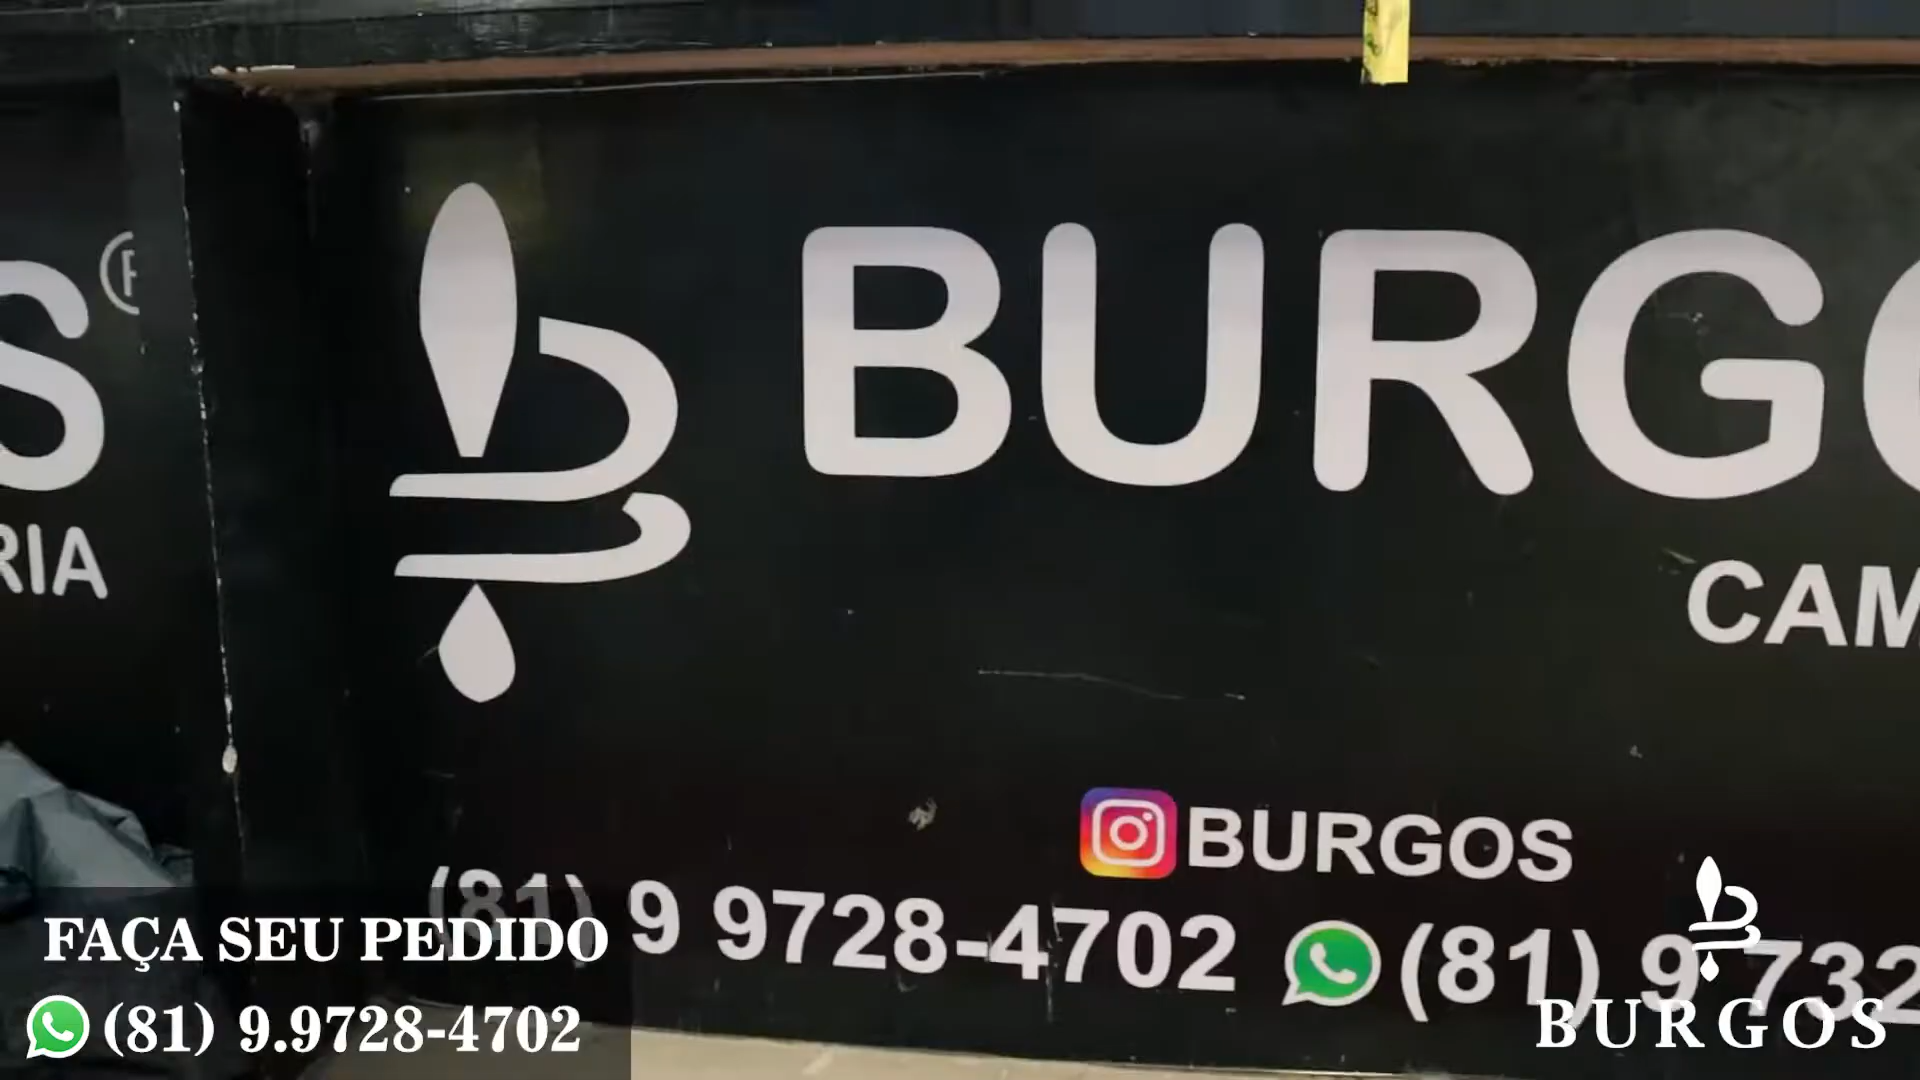 S®
RIA
BURGO
CAM
BURGOS
(81) 9 9728-4702 (81) 9 732
FAÇA SEU PEDIDO
(81) 9.9728-4702
BURGOS